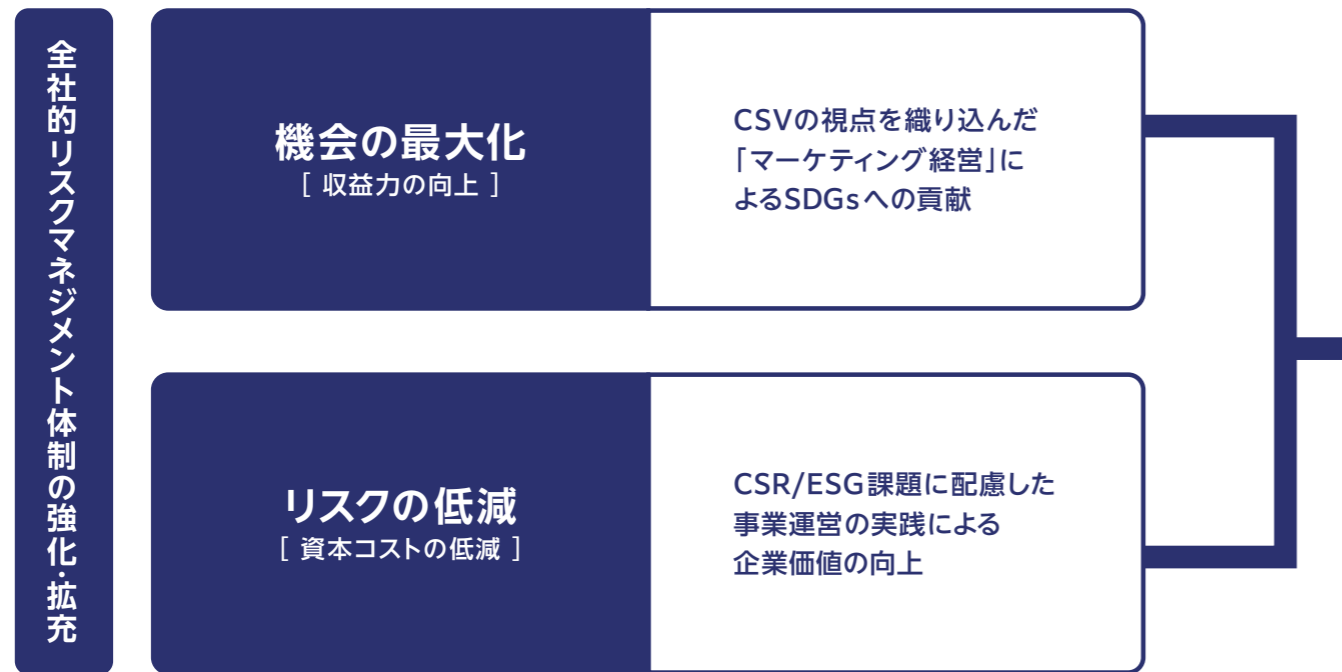 全社的リスクマネジメント体制の強化・拡充
機会の最大化
[ 収益力の向上 ]
CSVの視点を織り込んだ
「マーケティング経営」に
よるSDGsへの貢献
リスクの低減
[ 資本コストの低減 ]
CSR/ESG課題に配慮した
事業運営の実践による
企業価値の向上